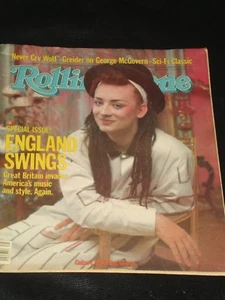 'Never Cry Wolf' · Greider on George McGovern · Sci-Fi Classic
Rolling Stone
SPECIAL ISSUE:
ENGLAND
SWINGS
Great Britain invades
America's music
and style. Again.